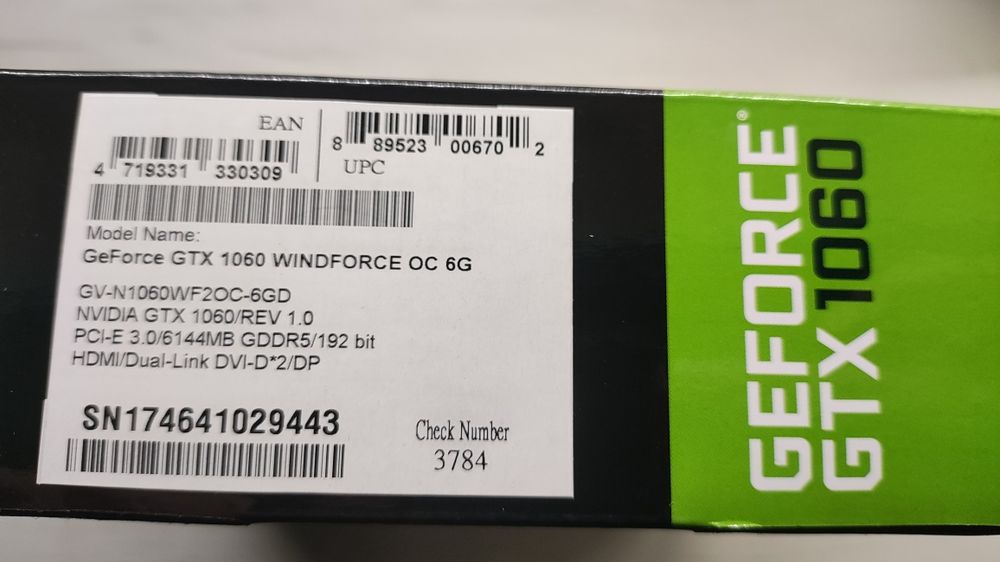 EAN
4 719331 330309
8 89523 00670 2
UPC
Model Name:
GeForce GTX 1060 WINDFORCE OC 6G
GV-N1060WF2OC-6GD
NVIDIA GTX 1060/REV 1.0
PCI-E 3.0/6144MB GDDR5/192 bit
HDMI/Dual-Link DVI-D*2/DP
SN174641029443
Check Number
3784
GEFORCE®
GTX 1060